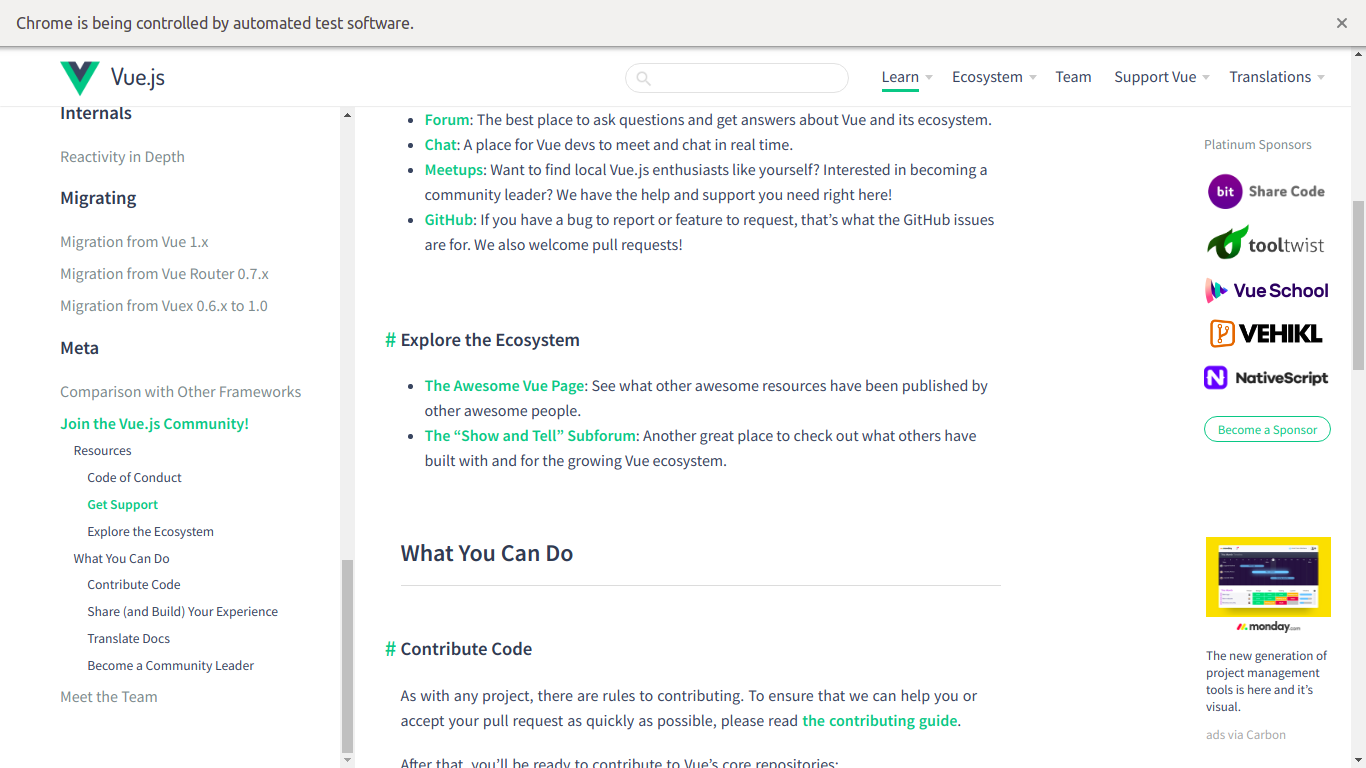 Chrome is being controlled by automated test software.
Vue.js
Learn
Ecosystem
Team
Support Vue
Translations
Internals
Reactivity in Depth
Migrating
Migration from Vue 1.x
Migration from Vue Router 0.7.x
Migration from Vuex 0.6.x to 1.0
Meta
Comparison with Other Frameworks
Join the Vue.js Community!
Resources
Code of Conduct
Get Support
Explore the Ecosystem
What You Can Do
Contribute Code
Share (and Build) Your Experience
Translate Docs
Become a Community Leader
Meet the Team
Forum: The best place to ask questions and get answers about Vue and its ecosystem.
Chat: A place for Vue devs to meet and chat in real time.
Meetups: Want to find local Vue.js enthusiasts like yourself? Interested in becoming a
community leader? We have the help and support you need right here!
GitHub: If you have a bug to report or feature to request, that’s what the GitHub issues
are for. We also welcome pull requests!
# Explore the Ecosystem
The Awesome Vue Page: See what other awesome resources have been published by
other awesome people.
The “Show and Tell” Subforum: Another great place to check out what others have
built with and for the growing Vue ecosystem.
What You Can Do
# Contribute Code
As with any project, there are rules to contributing. To ensure that we can help you or
accept your pull request as quickly as possible, please read the contributing guide.
After that, you’ll be ready to contribute to Vue’s core repositories:
Platinum Sponsors
bit Share Code
tooltwist
Vue School
VEHIKL
NativeScript
Become a Sponsor
monday.com
The new generation of
project management
tools is here and it’s
visual.
ads via Carbon